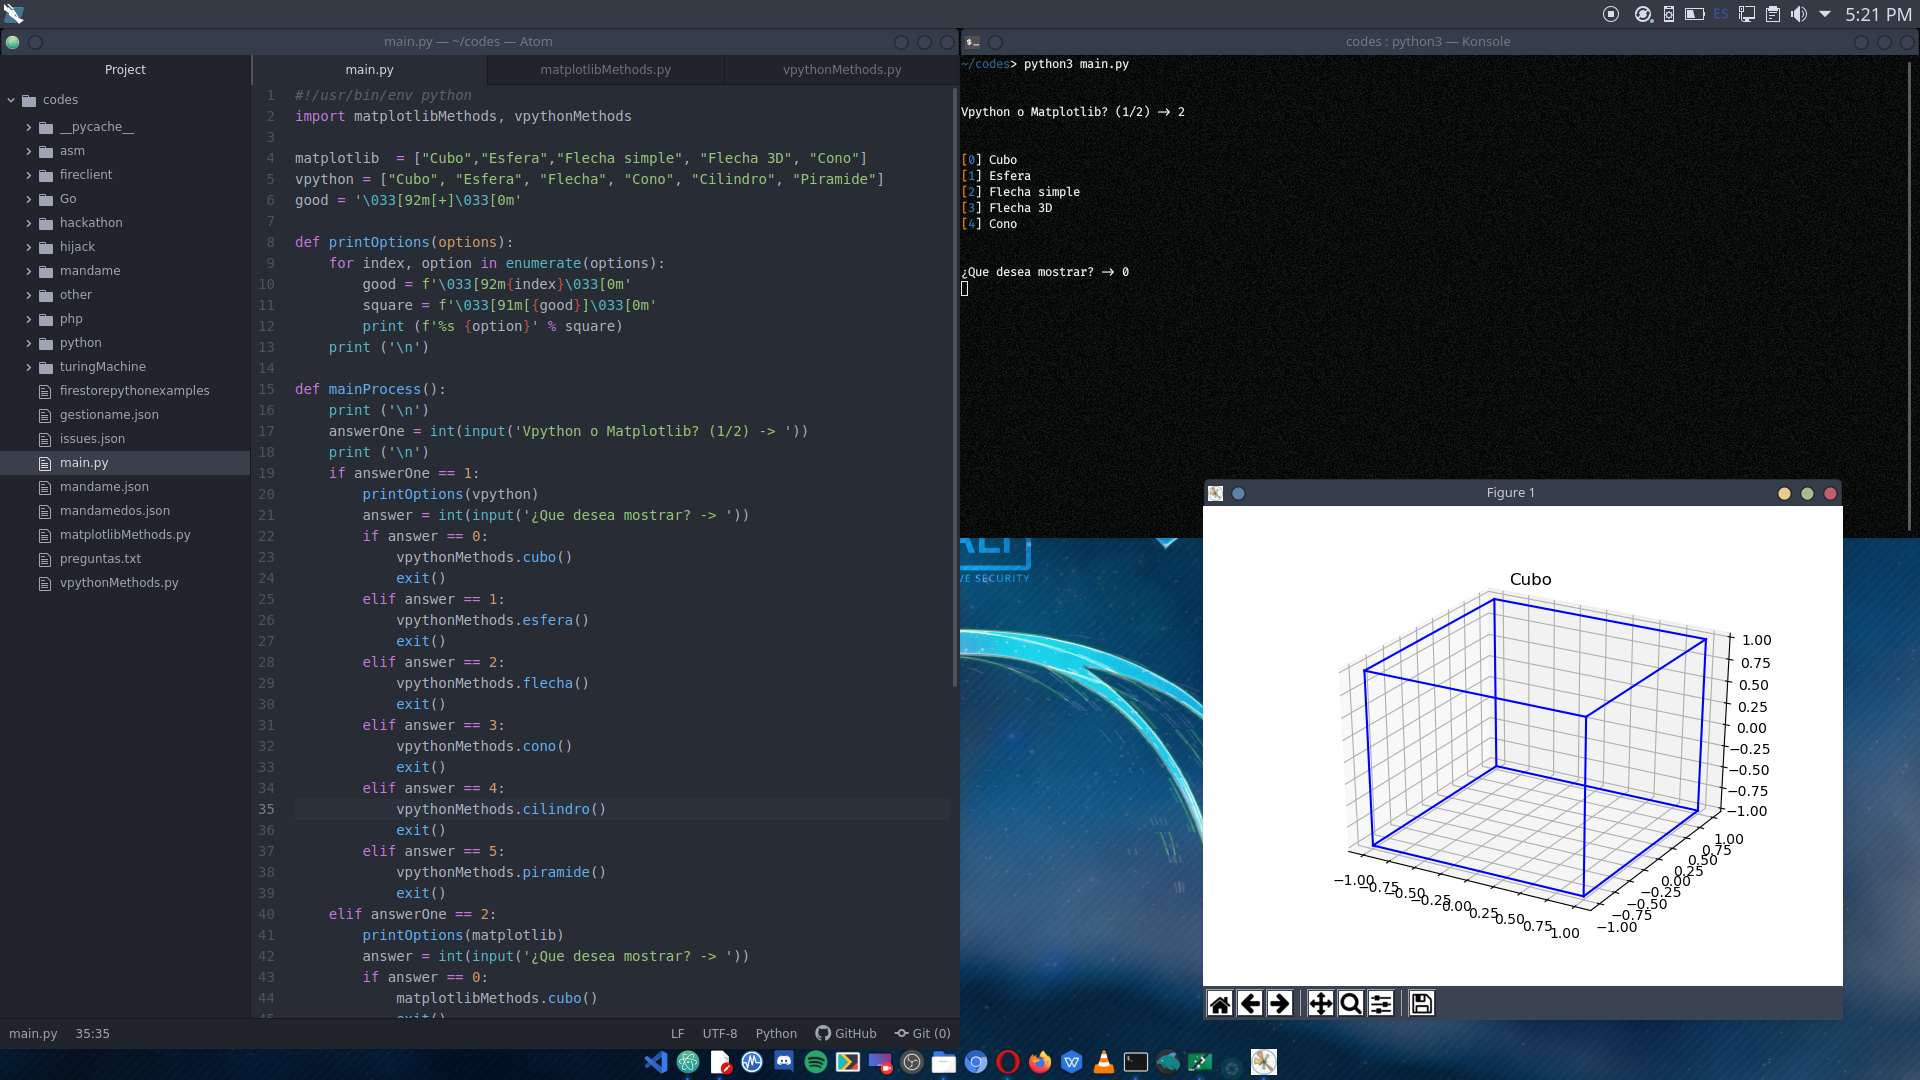 ES
5:21 PM
main.py — ~/codes — Atom
Project
codes
__pycache__
asm
fireclient
Go
hackathon
hijack
mandame
other
php
python
turingMachine
firestorepythonexamples
gestioname.json
issues.json
main.py
mandame.json
mandamedos.json
matplotlibMethods.py
preguntas.txt
vpythonMethods.py
main.py
matplotlibMethods.py
vpythonMethods.py
1 #!/usr/bin/env python
2 import matplotlibMethods, vpythonMethods
3
4 matplotlib  = ["Cubo","Esfera","Flecha simple", "Flecha 3D", "Cono"]
5 vpython = ["Cubo", "Esfera", "Flecha", "Cono", "Cilindro", "Piramide"]
6 good = '\033[92m[+]\033[0m'
7
8 def printOptions(options):
9     for index, option in enumerate(options):
10         good = f'\033[92m{index}\033[0m'
11         square = f'\033[91m[{good}]\033[0m'
12         print (f'%s {option}' % square)
13     print ('\n')
14
15 def mainProcess():
16     print ('\n')
17     answerOne = int(input('Vpython o Matplotlib? (1/2) -> '))
18     print ('\n')
19     if answerOne == 1:
20         printOptions(vpython)
21         answer = int(input('¿Que desea mostrar? -> '))
22         if answer == 0:
23             vpythonMethods.cubo()
24             exit()
25         elif answer == 1:
26             vpythonMethods.esfera()
27             exit()
28         elif answer == 2:
29             vpythonMethods.flecha()
30             exit()
31         elif answer == 3:
32             vpythonMethods.cono()
33             exit()
34         elif answer == 4:
35             vpythonMethods.cilindro()
36             exit()
37         elif answer == 5:
38             vpythonMethods.piramide()
39             exit()
40     elif answerOne == 2:
41         printOptions(matplotlib)
42         answer = int(input('¿Que desea mostrar? -> '))
43         if answer == 0:
44             matplotlibMethods.cubo()
45             exit()
main.py 35:35 LF UTF-8 Python GitHub Git (0)
codes : python3 — Konsole
~/codes> python3 main.py
Vpython o Matplotlib? (1/2) -> 2
[0] Cubo
[1] Esfera
[2] Flecha simple
[3] Flecha 3D
[4] Cono
¿Que desea mostrar? -> 0
VE SECURITY
Figure 1
Cubo
1.00
0.75
0.50
0.25
0.00
−0.25
−0.50
−0.75
−1.00
1.00
0.75
0.50
0.25
0.00
−0.25
−0.50
−0.75
−1.00
−1.00 −0.75 −0.50 −0.25 0.00 0.25 0.50 0.75 1.00